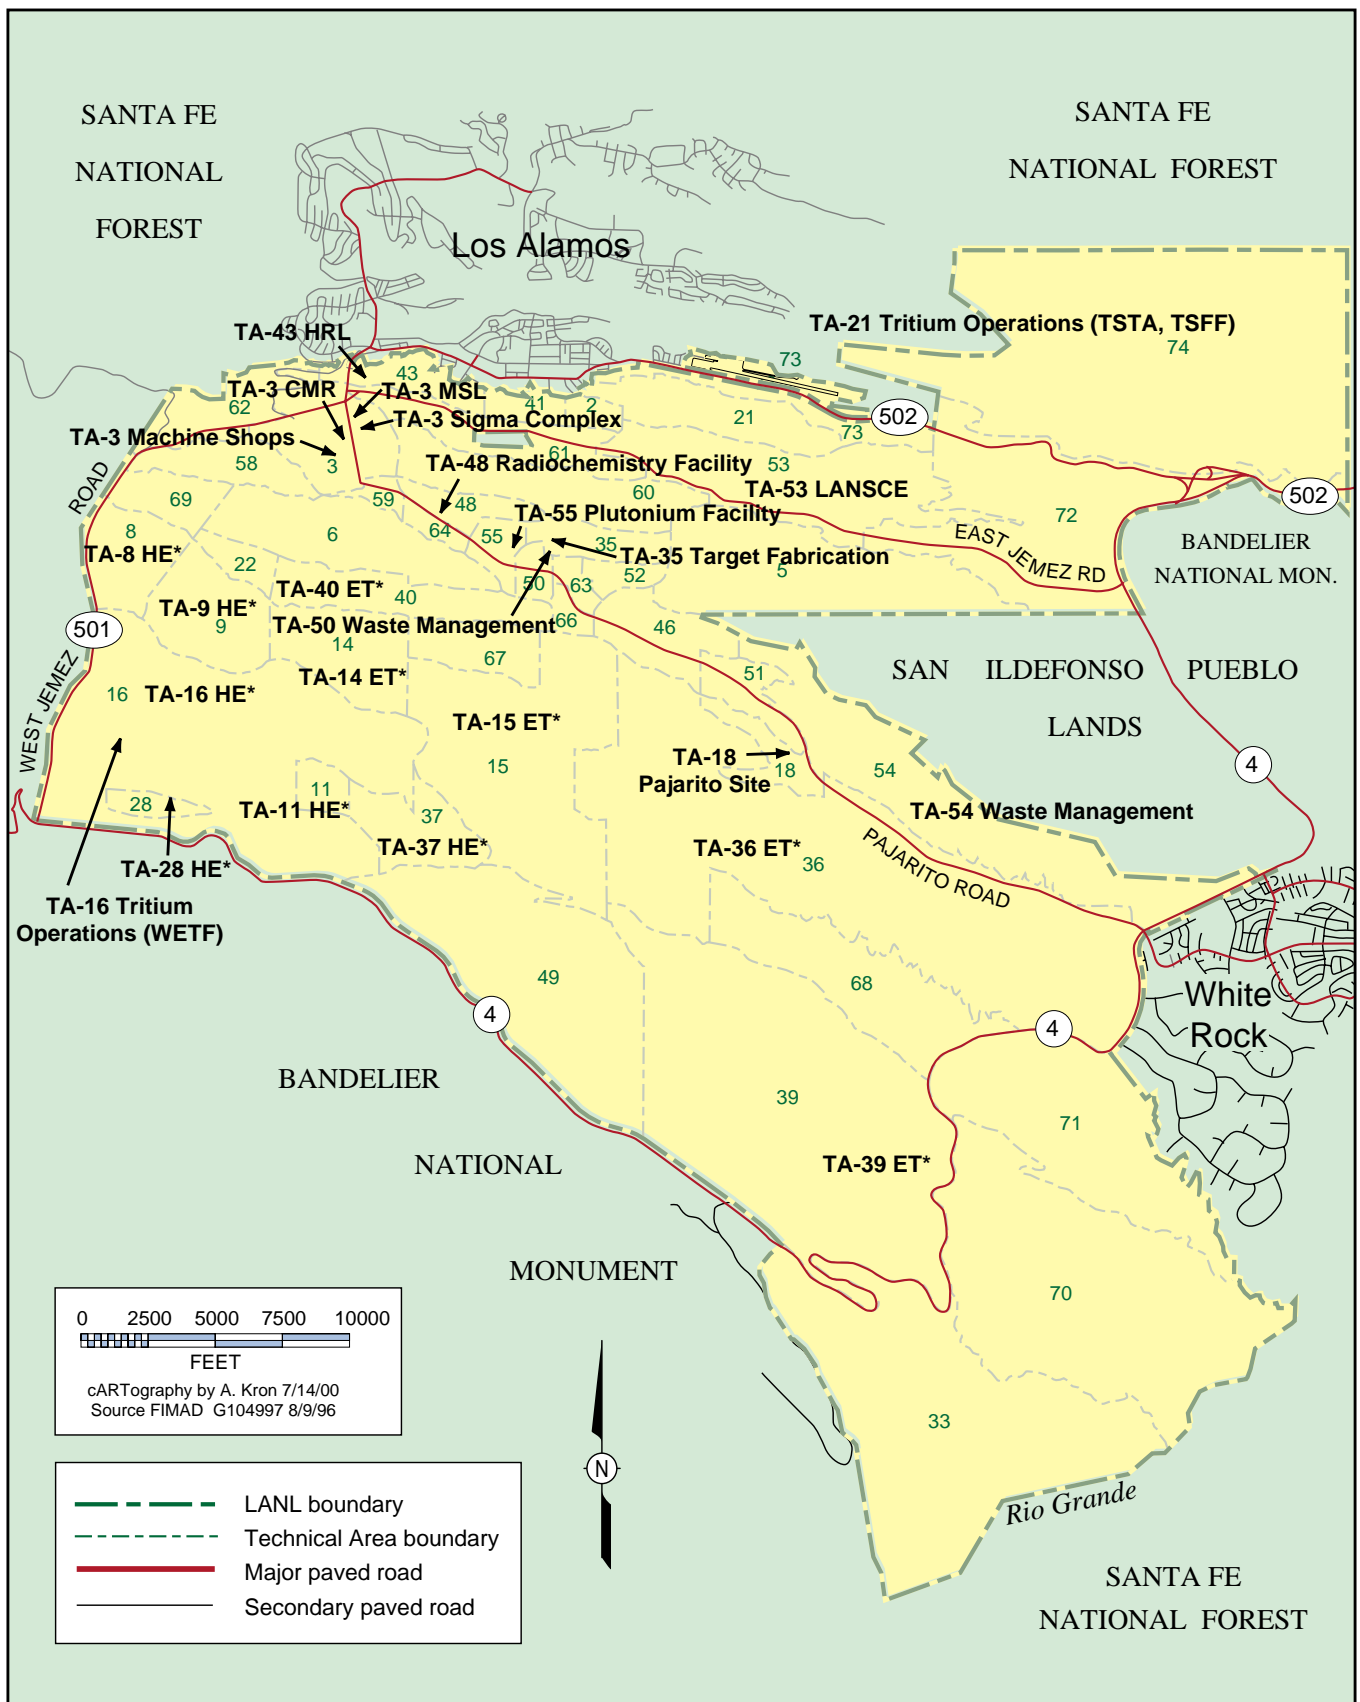 SANTA FE
NATIONAL
FOREST
SANTA FE
NATIONAL FOREST
Los Alamos
TA-21 Tritium Operations (TSTA, TSFF)
74
TA-43 HRL
73
43
TA-3 CMR
TA-3 MSL
62
41
2
21
502
TA-3 Sigma Complex
73
TA-3 Machine Shops
61
58
3
TA-48 Radiochemistry Facility
53
ROAD
69
59
48
60
TA-53 LANSCE
502
8
6
64
55
TA-55 Plutonium Facility
72
TA-8 HE*
35
TA-35 Target Fabrication
EAST JEMEZ RD
BANDELIER
NATIONAL MON.
22
TA-40 ET*
40
50
63
52
5
TA-9 HE*
9
TA-50 Waste Management
66
46
501
14
67
WEST JEMEZ
TA-14 ET*
51
SAN ILDEFONSO PUEBLO
LANDS
16
TA-16 HE*
TA-15 ET*
15
TA-18
Pajarito Site
18
54
4
28
11
TA-11 HE*
37
TA-54 Waste Management
TA-28 HE*
TA-37 HE*
TA-36 ET*
36
PAJARITO ROAD
TA-16 Tritium
Operations (WETF)
49
68
White
Rock
4
4
BANDELIER
39
71
NATIONAL
TA-39 ET*
MONUMENT
70
0 2500 5000 7500 10000
FEET
cARTography by A. Kron 7/14/00
Source FIMAD G104997 8/9/96
33
N
Rio Grande
LANL boundary
Technical Area boundary
Major paved road
Secondary paved road
SANTA FE
NATIONAL FOREST